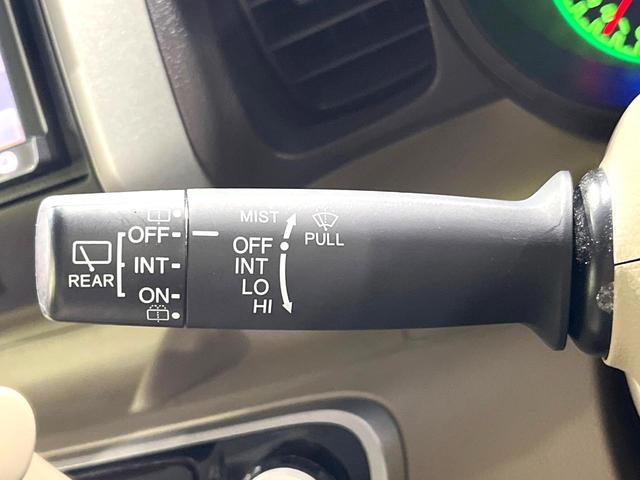 REAR
OFF
INT
ON
MIST
OFF
INT
LO
HI
PULL